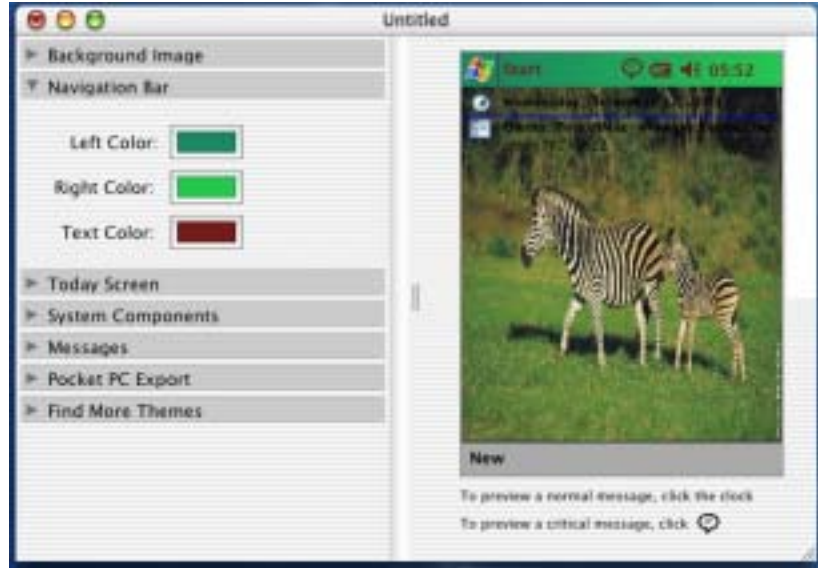 Untitled
Background Image
Navigation Bar
Left Color:
Right Color:
Text Color:
Today Screen
System Components
Messages
Pocket PC Export
Find More Themes
Start 05:52
New
To preview a normal message, click the clock
To preview a critical message, click